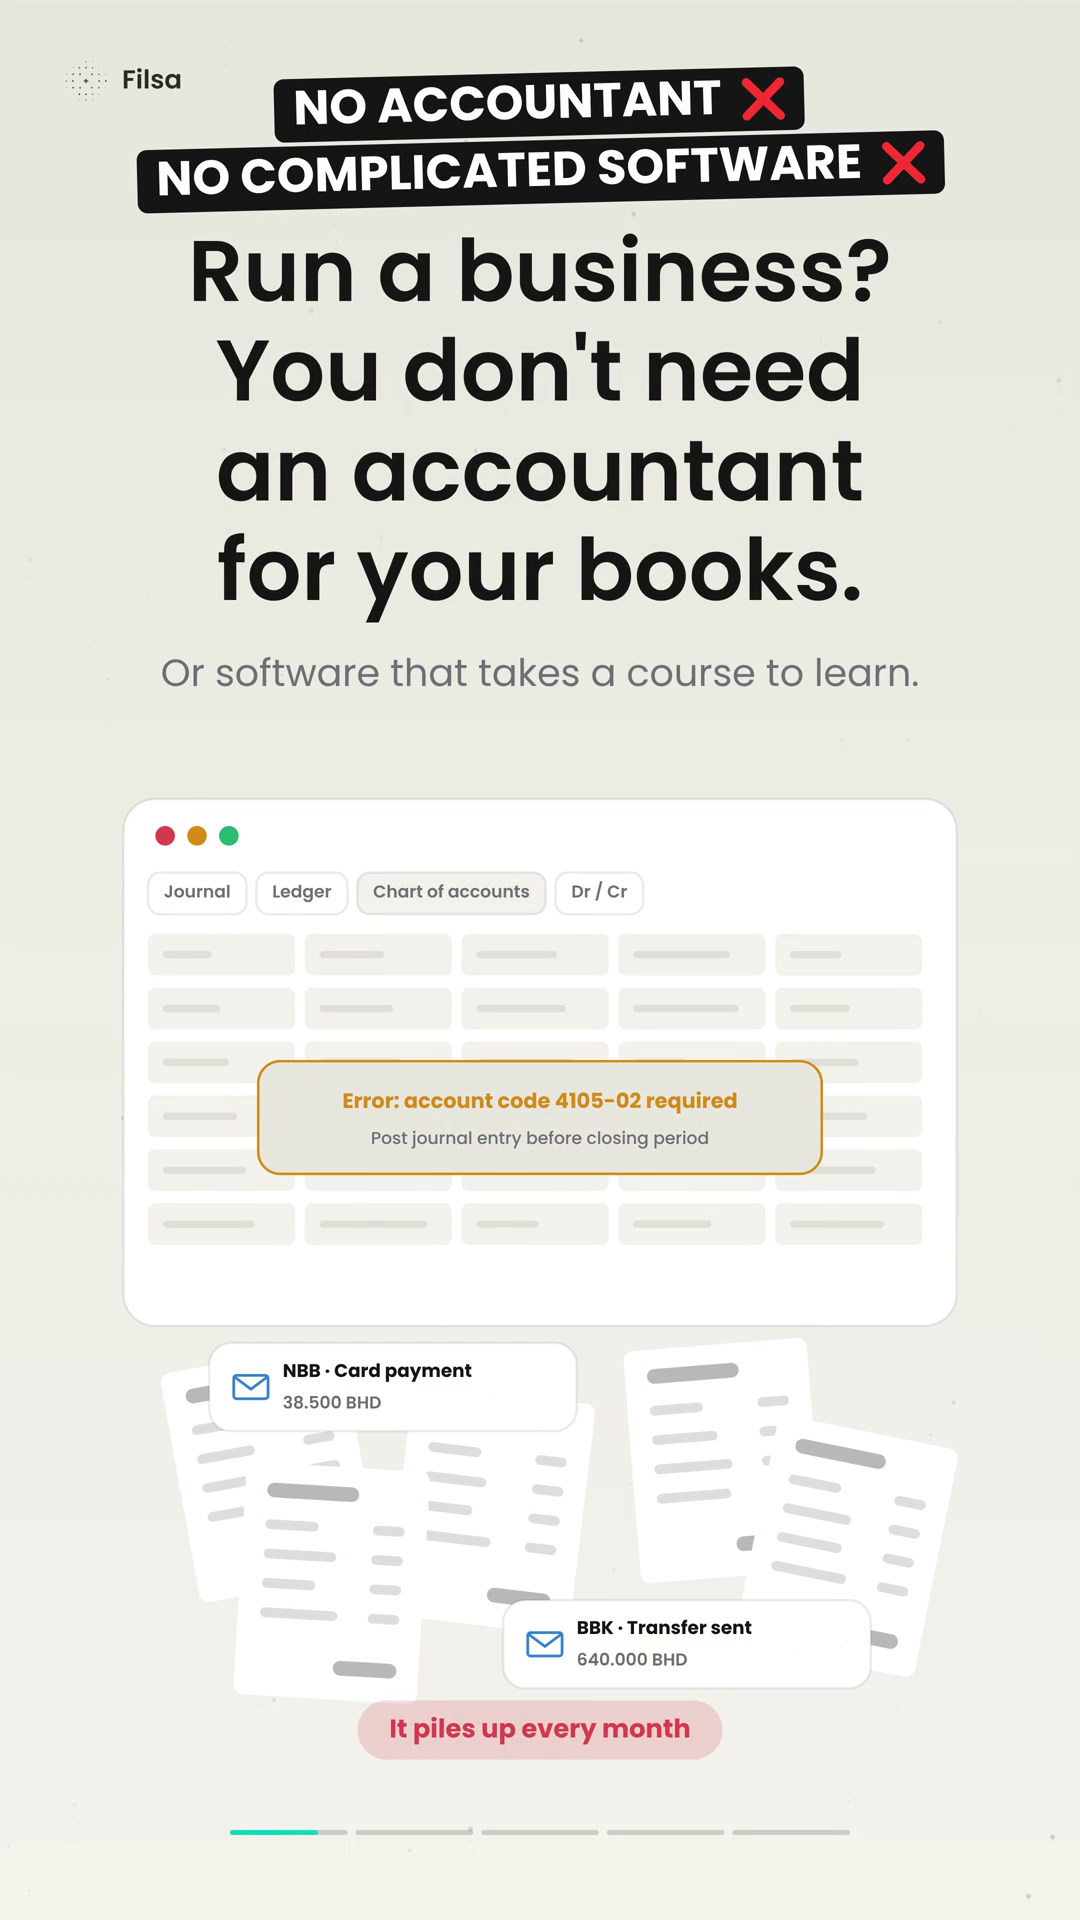 Filsa
NO ACCOUNTANT ❌
NO COMPLICATED SOFTWARE ❌
Run a business?
You don't need
an accountant
for your books.
Or software that takes a course to learn.
Journal
Ledger
Chart of accounts
Dr / Cr
Error: account code 4105-02 required
Post journal entry before closing period
NBB · Card payment
38.500 BHD
BBK · Transfer sent
640.000 BHD
It piles up every month